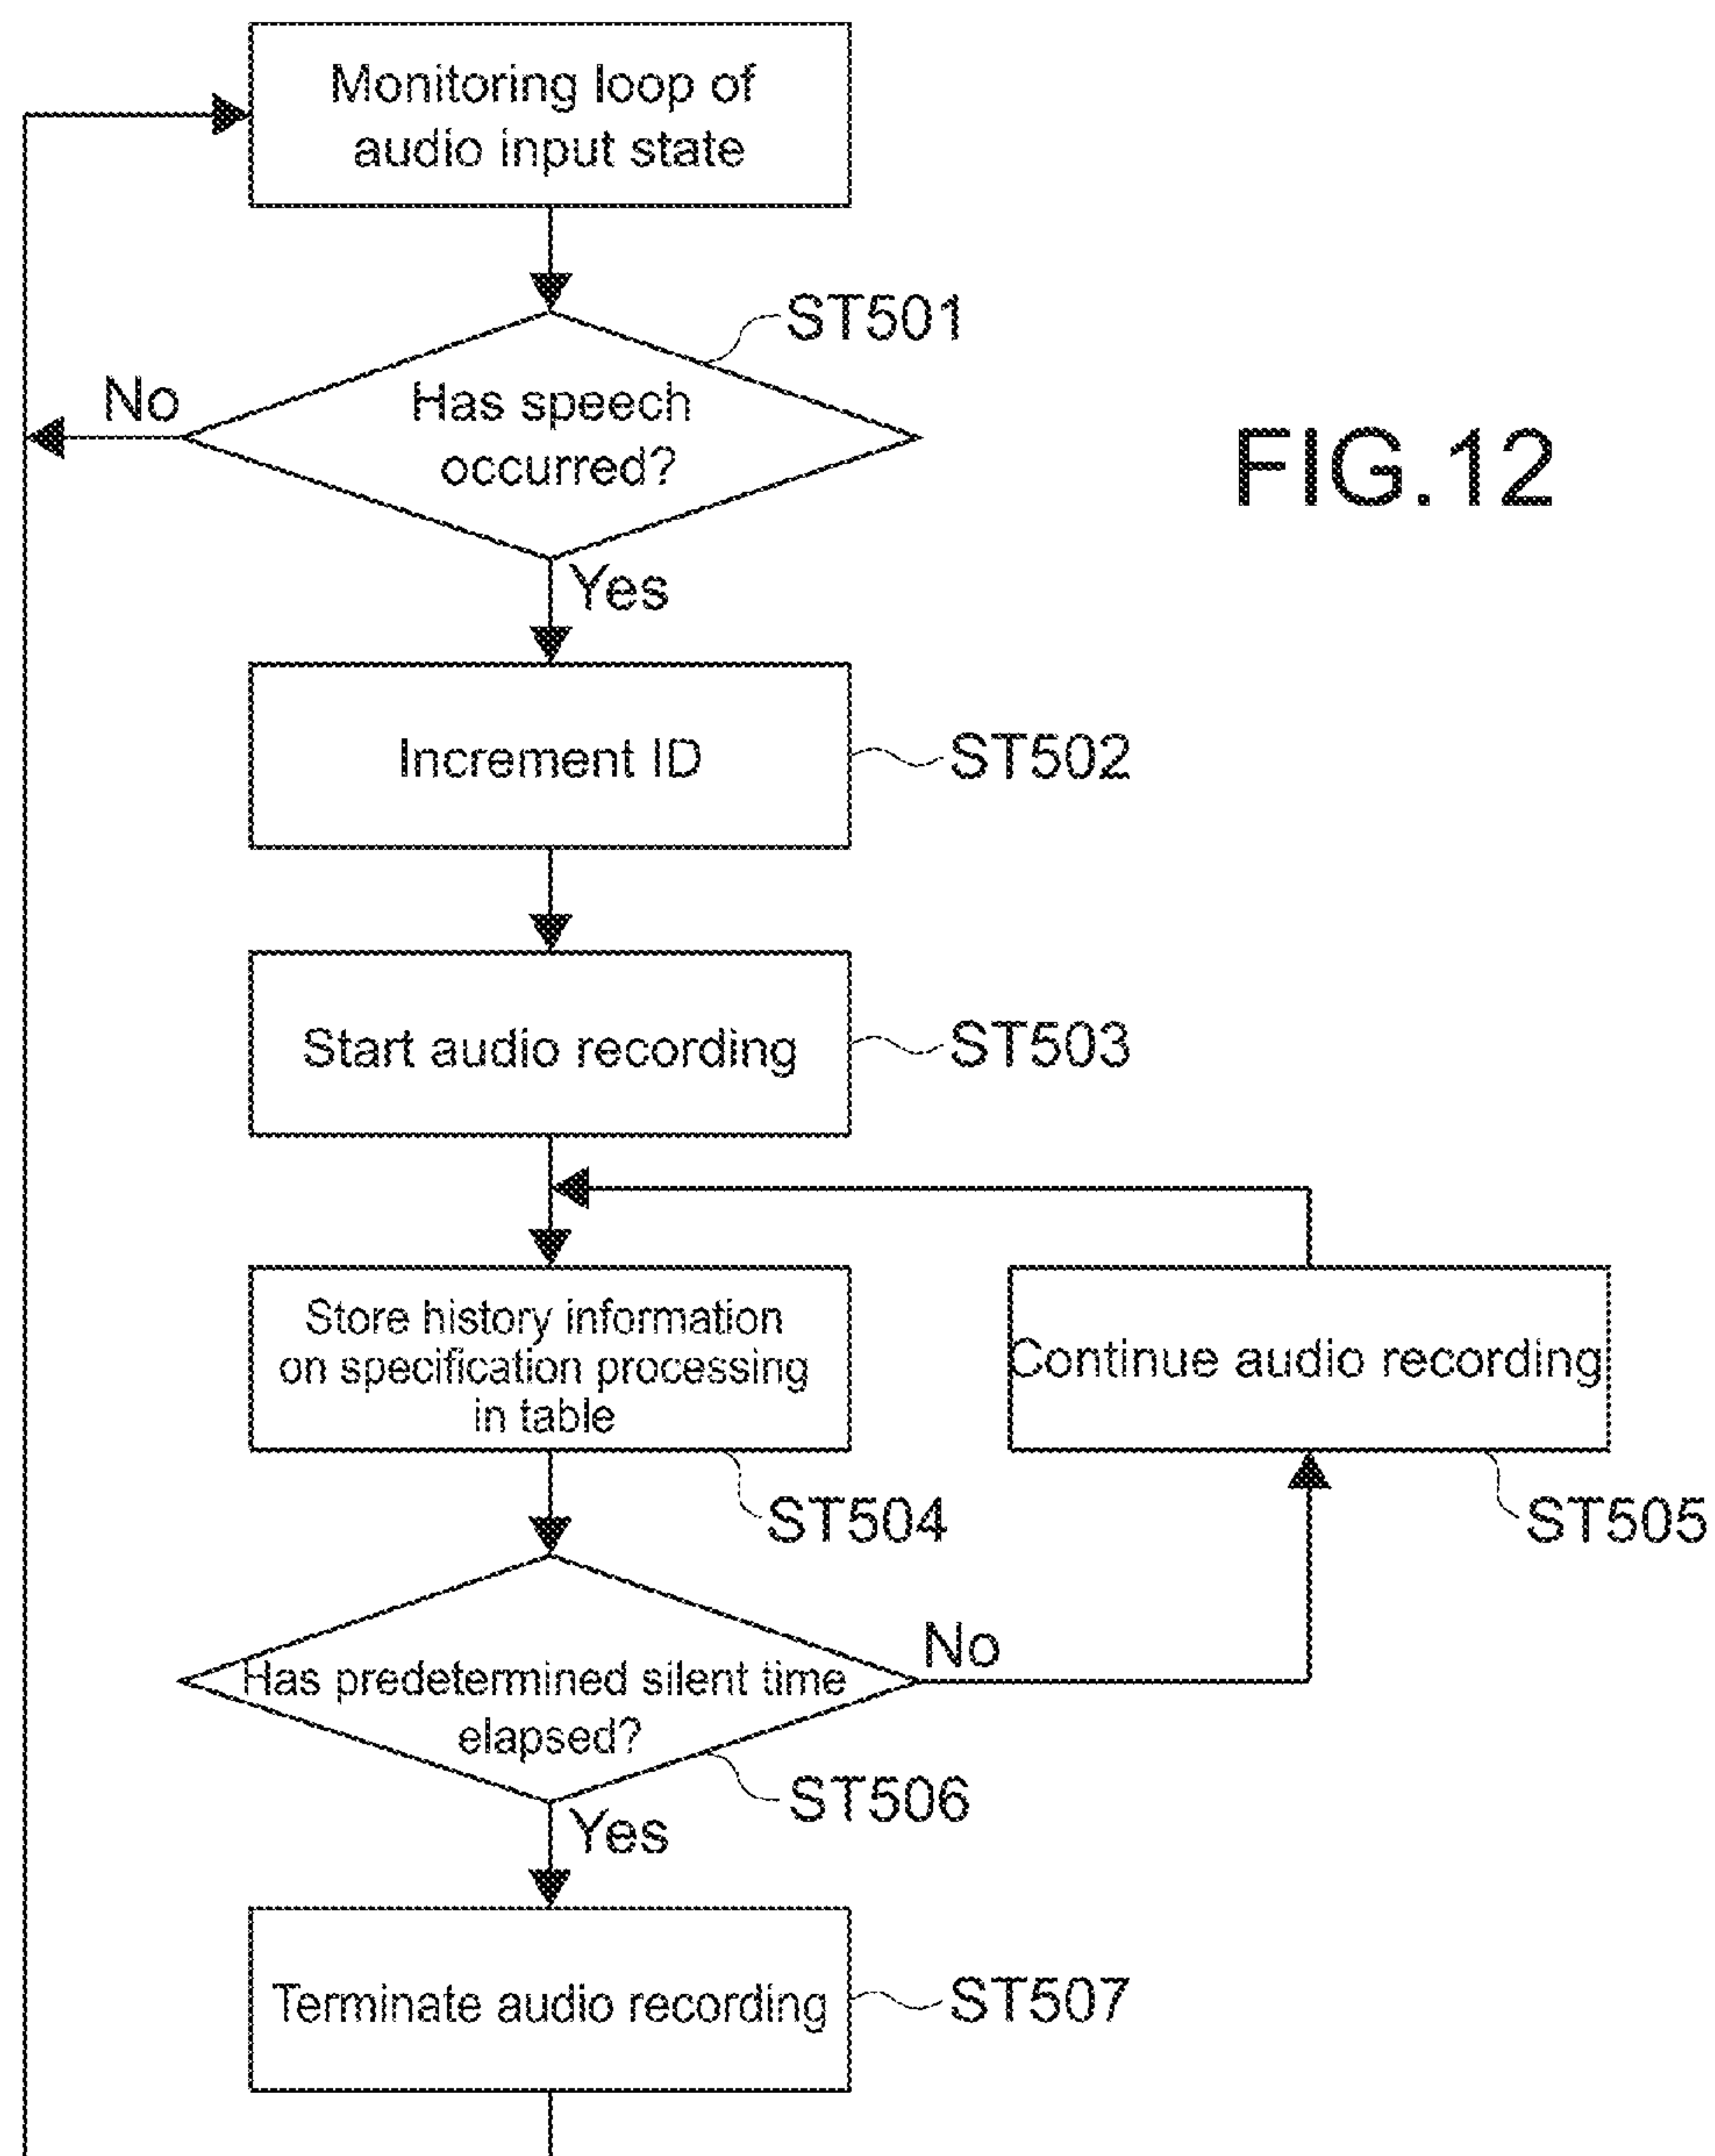 Monitoring loop of
audio input state
ST501
No
Has speech
occurred?
FIG.12
Yes
Increment ID
ST502
Start audio recording
ST503
Store history information
on specification processing
in table
Continue audio recording
ST504
ST505
No
Has predetermined silent time
elapsed?
ST506
Yes
Terminate audio recording
ST507